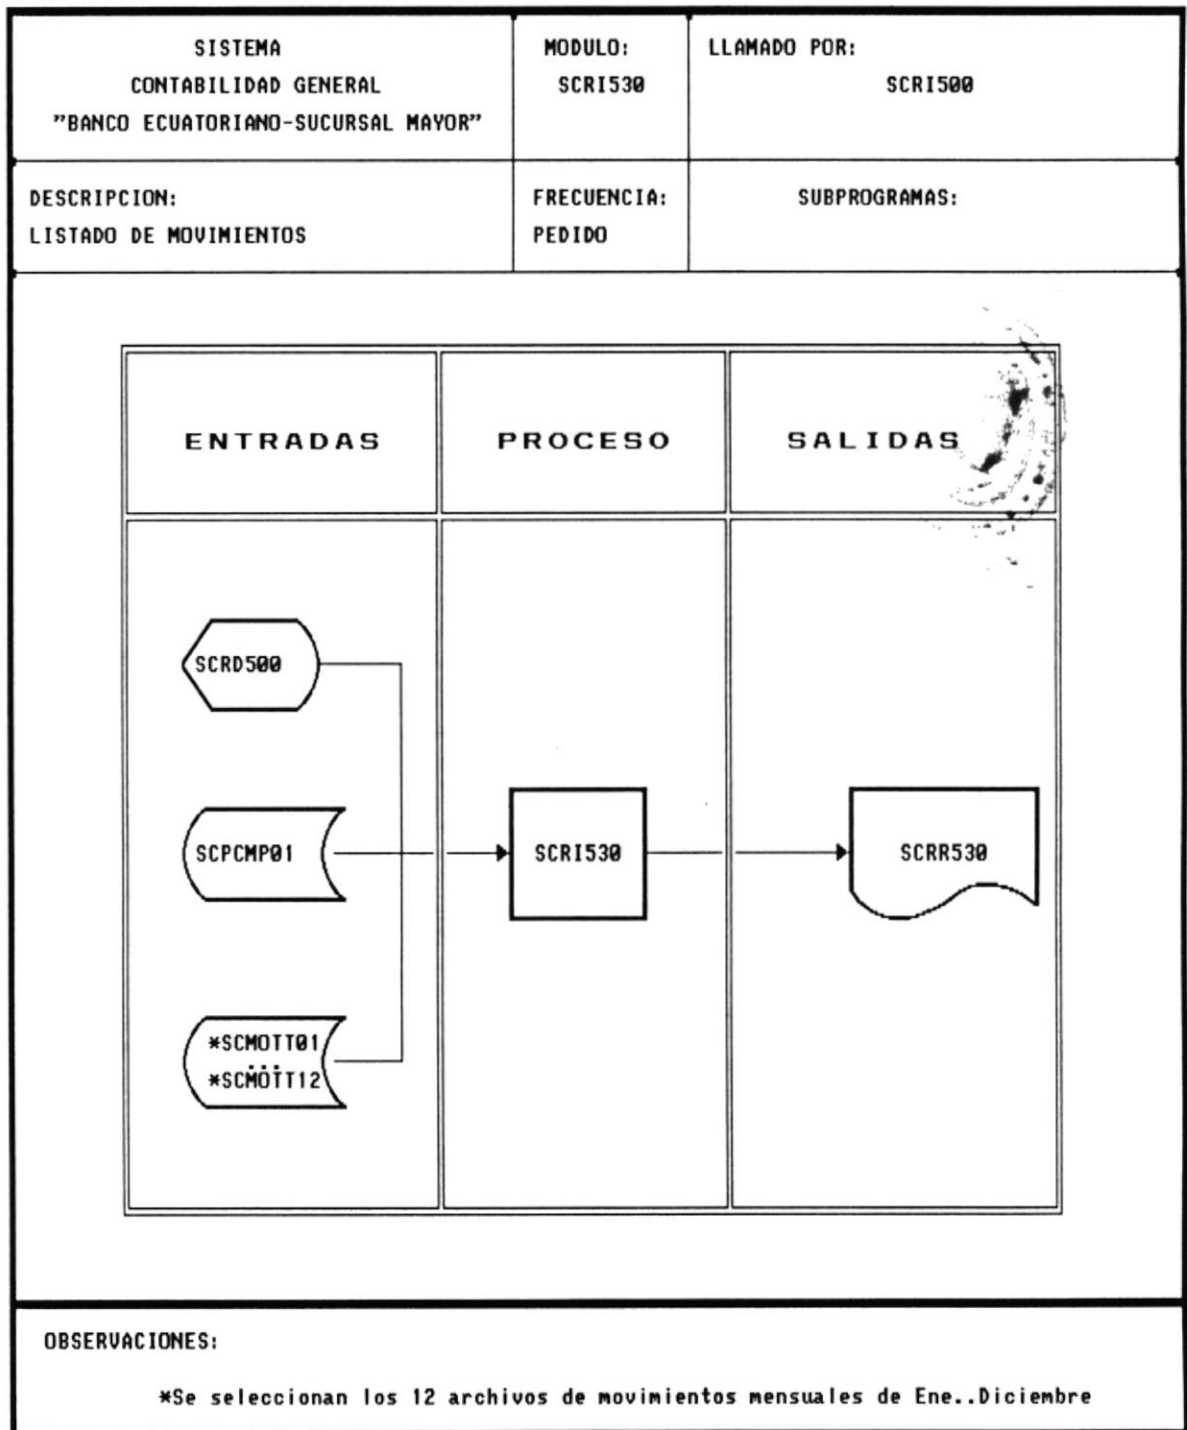 SISTEMA
CONTABILIDAD GENERAL
"BANCO ECUATORIANO-SUCURSAL MAYOR"
MODULO:
SCRI530
LLAMADO POR:
SCRI500
DESCRIPCION:
LISTADO DE MOVIMIENTOS
FRECUENCIA:
PEDIDO
SUBPROGRAMAS:
ENTRADAS
PROCESO
SALIDAS
SCRD500
SCPCMP01
SCRI530
SCRR530
*SCMOTT01
...
*SCMOTT12
OBSERVACIONES:
*Se seleccionan los 12 archivos de movimientos mensuales de Ene..Diciembre